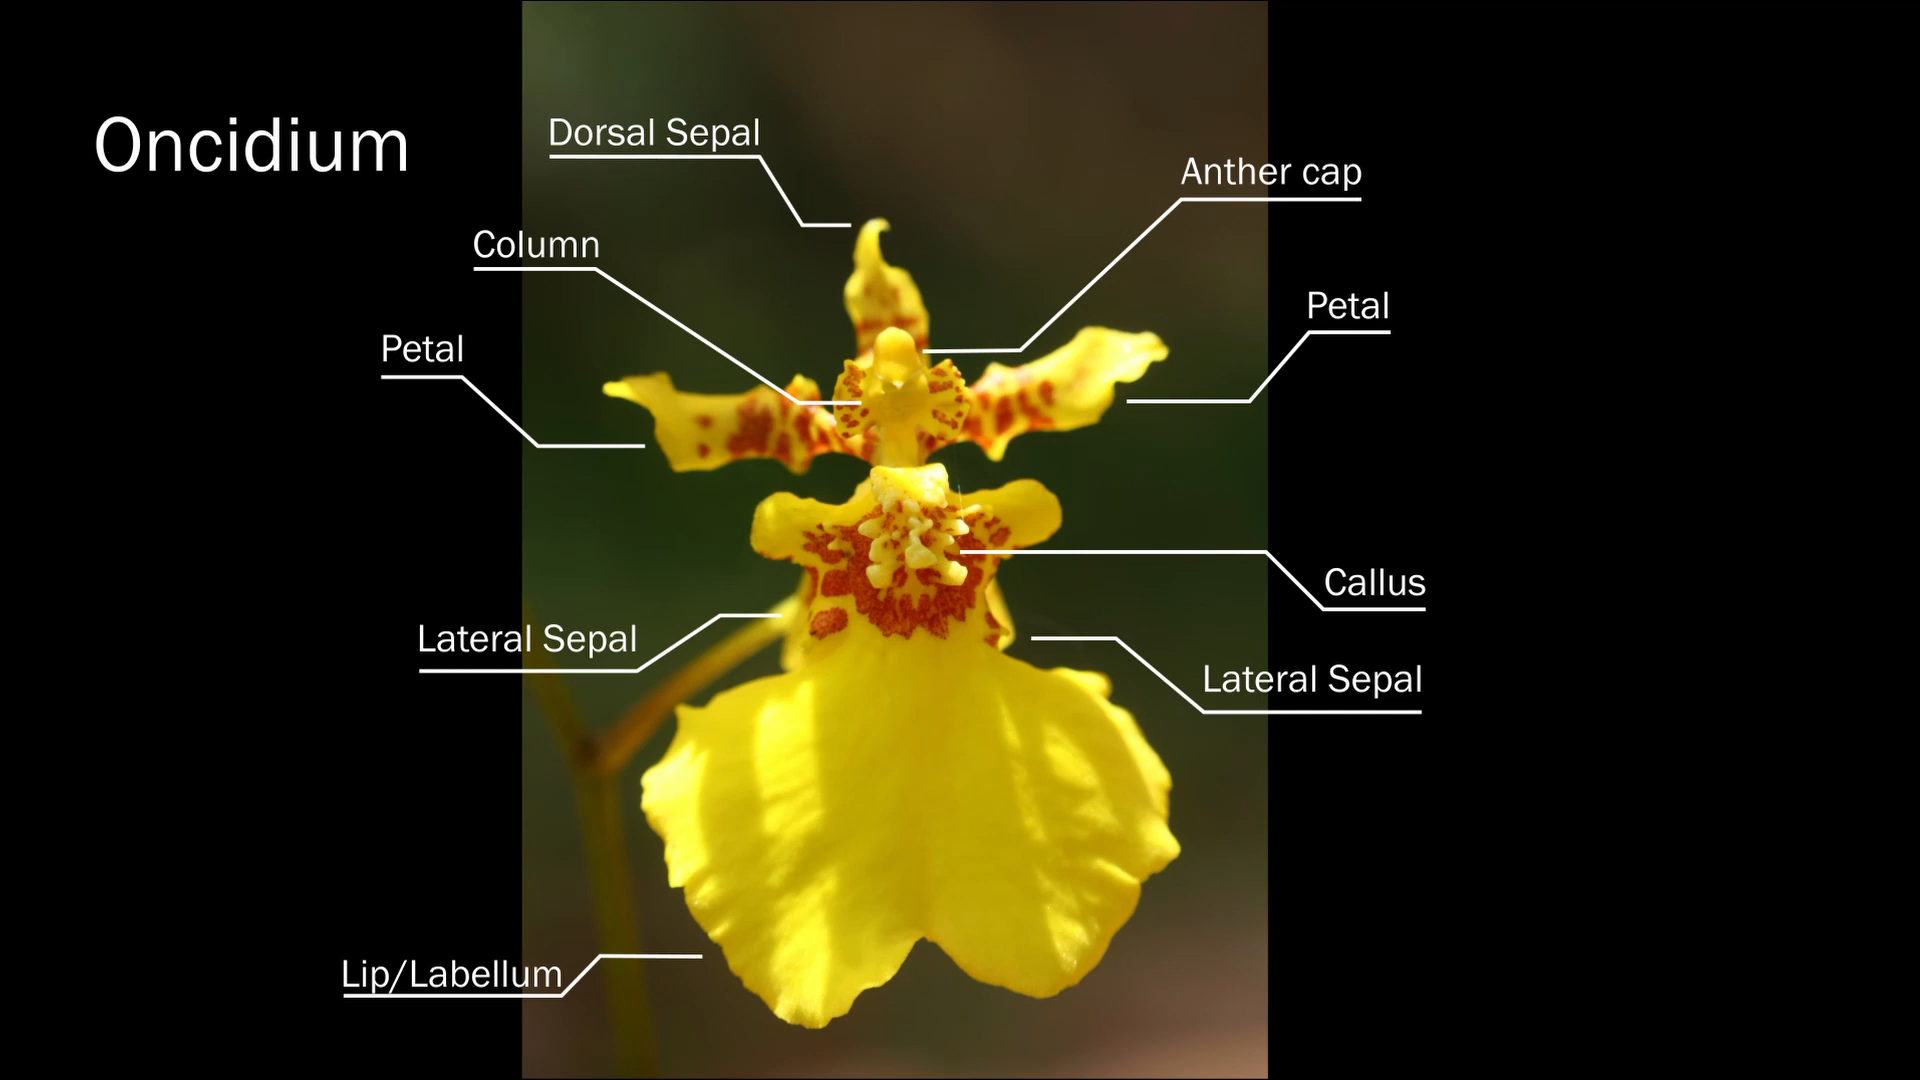 Oncidium
Dorsal Sepal
Anther cap
Column
Petal
Petal
Callus
Lateral Sepal
Lateral Sepal
Lip/Labellum